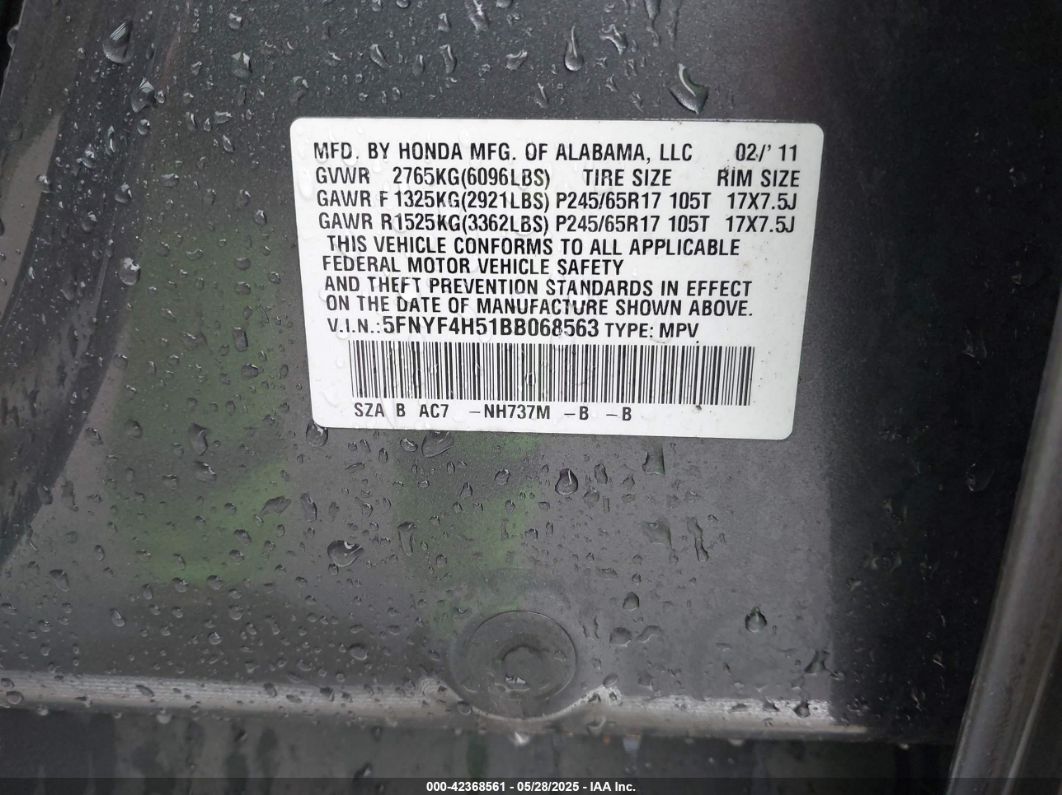 MFD. BY HONDA MFG. OF ALABAMA, LLC 02/' 11
GVWR 2765KG(6096LBS) TIRE SIZE RIM SIZE
GAWR F 1325KG(2921LBS) P245/65R17 105T 17X7.5J
GAWR R1525KG(3362LBS) P245/65R17 105T 17X7.5J
THIS VEHICLE CONFORMS TO ALL APPLICABLE
FEDERAL MOTOR VEHICLE SAFETY
AND THEFT PREVENTION STANDARDS IN EFFECT
ON THE DATE OF MANUFACTURE SHOWN ABOVE.
V.I.N.:5FNYF4H51BB068563 TYPE: MPV
SZA B AC7 -NH737M -B -B
000-42368561 - 05/28/2025 - IAA Inc.